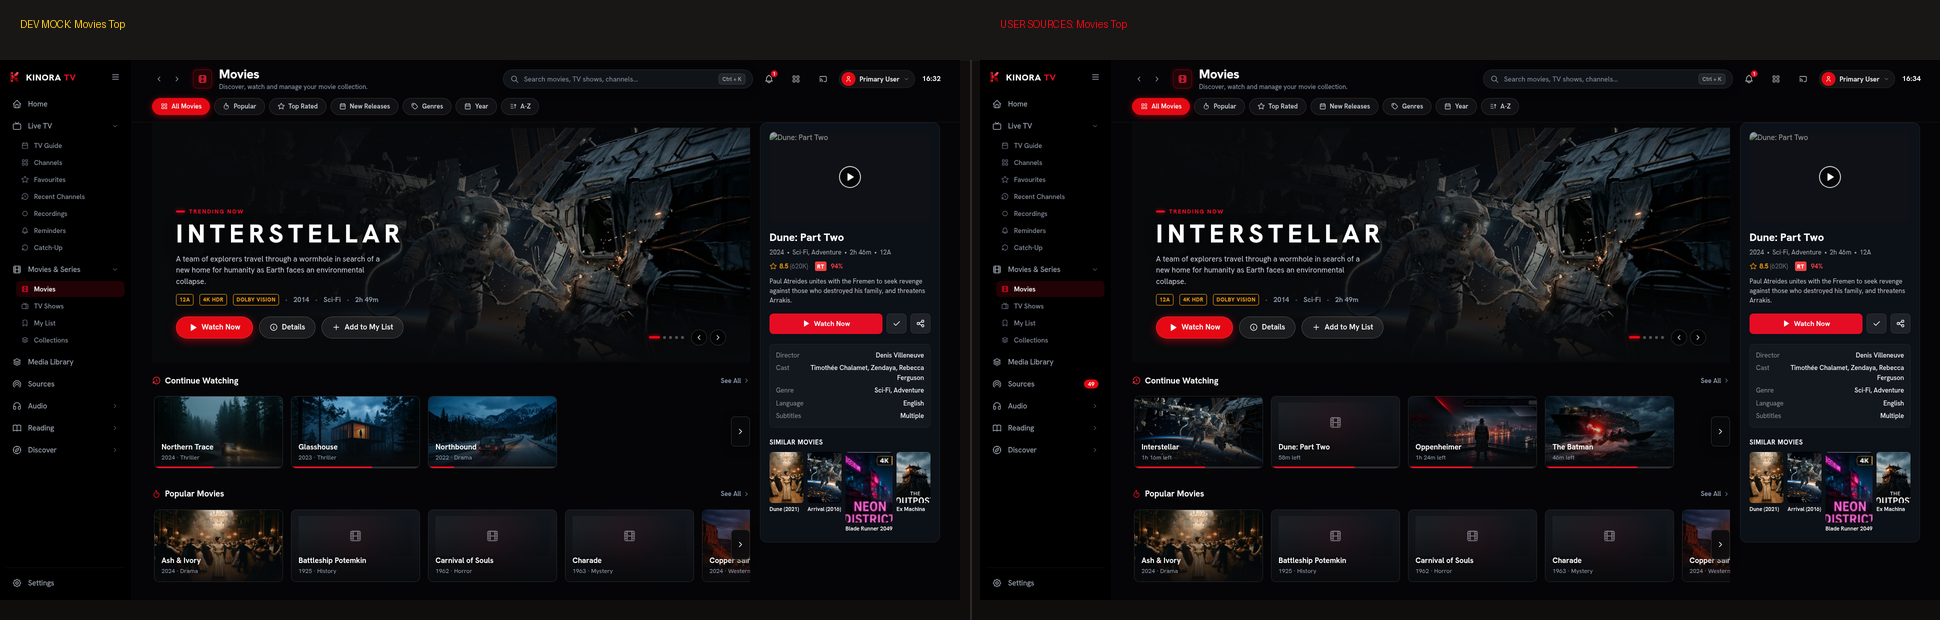 DEV MOCK: Movies Top
KINORA TV
Home
Live TV
TV Guide
Channels
Favourites
Recent Channels
Recordings
Reminders
Catch-Up
Movies & Series
Movies
TV Shows
My List
Collections
Media Library
Sources
Audio
Reading
Discover
Settings
Movies
Discover, watch and manage your movie collection.
Search movies, TV shows, channels...
Ctrl + K
1
Primary User
16:32
All Movies
Popular
Top Rated
New Releases
Genres
Year
A-Z
TRENDING NOW
INTERSTELLAR
A team of explorers travel through a wormhole in search of a
new home for humanity as Earth faces an environmental
collapse.
12A 4K HDR DOLBY VISION • 2014 • Sci-Fi • 2h 49m
Watch Now
Details
Add to My List
Continue Watching
See All
Northern Trace
2024 · Thriller
Glasshouse
2023 · Thriller
Northbound
2022 · Drama
Popular Movies
See All
Ash & Ivory
2024 · Drama
Battleship Potemkin
1925 · History
Carnival of Souls
1962 · Horror
Charade
1963 · Mystery
Copper
2024 · Western
Dune: Part Two
Dune: Part Two
2024 • Sci-Fi, Adventure • 2h 46m • 12A
8.5 (620K) RT 94%
Paul Atreides unites with the Fremen to seek revenge
against those who destroyed his family, and threatens
Arrakis.
Watch Now
Director Denis Villeneuve
Cast Timothée Chalamet, Zendaya, Rebecca
Ferguson
Genre Sci-Fi, Adventure
Language English
Subtitles Multiple
SIMILAR MOVIES
4K
NEON
DISTRICT
THE
OUTPOS
Dune (2021)
Arrival (2016)
Blade Runner 2049
Ex Machina
USER SOURCES: Movies Top
KINORA TV
Home
Live TV
TV Guide
Channels
Favourites
Recent Channels
Recordings
Reminders
Catch-Up
Movies & Series
Movies
TV Shows
My List
Collections
Media Library
Sources 49
Audio
Reading
Discover
Settings
Movies
Discover, watch and manage your movie collection.
Search movies, TV shows, channels...
Ctrl + K
1
Primary User
16:34
All Movies
Popular
Top Rated
New Releases
Genres
Year
A-Z
TRENDING NOW
INTERSTELLAR
A team of explorers travel through a wormhole in search of a
new home for humanity as Earth faces an environmental
collapse.
12A 4K HDR DOLBY VISION • 2014 • Sci-Fi • 2h 49m
Watch Now
Details
Add to My List
Continue Watching
See All
Interstellar
1h 16m left
Dune: Part Two
58m left
Oppenheimer
1h 24m left
The Batman
46m left
Popular Movies
See All
Ash & Ivory
2024 · Drama
Battleship Potemkin
1925 · History
Carnival of Souls
1962 · Horror
Charade
1963 · Mystery
Copper
2024 · Western
Dune: Part Two
Dune: Part Two
2024 • Sci-Fi, Adventure • 2h 46m • 12A
8.5 (620K) RT 94%
Paul Atreides unites with the Fremen to seek revenge
against those who destroyed his family, and threatens
Arrakis.
Watch Now
Director Denis Villeneuve
Cast Timothée Chalamet, Zendaya, Rebecca
Ferguson
Genre Sci-Fi, Adventure
Language English
Subtitles Multiple
SIMILAR MOVIES
4K
NEON
DISTRICT
THE
OUTPOS
Dune (2021)
Arrival (2016)
Blade Runner 2049
Ex Machina